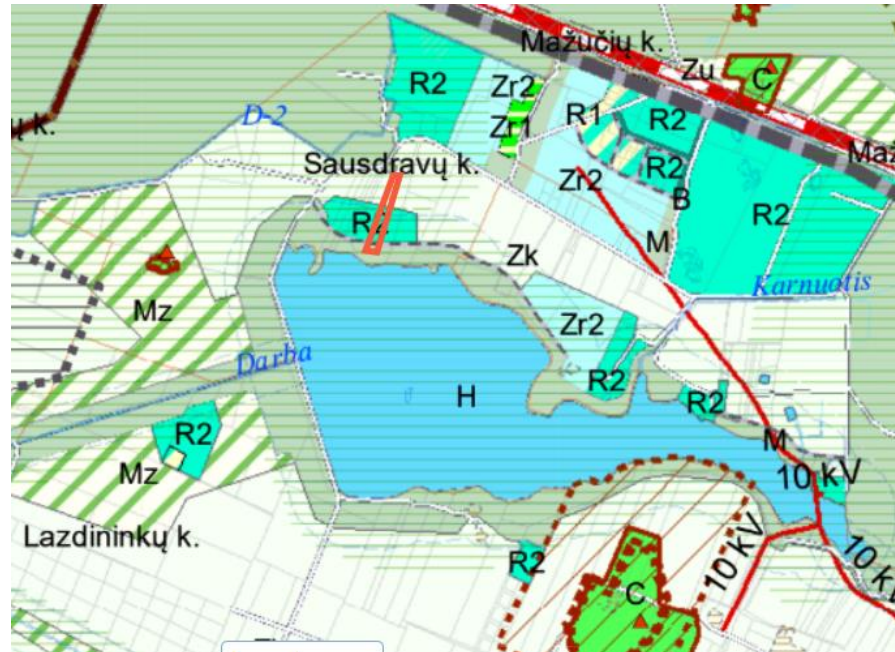 Mažučių k.
Zu
C
R2
Zr2
D-2
Zr1
R1
R2
ų k.
Maž
Sausdravų k.
R2
Zr2
B
R2
R2
M
Zk
Karnuotis
Mz
Zr2
Darba
R2
H
R2
R2
M
Mz
10 kV
Lazdininkų k.
R2
10 kV
10 kV
C